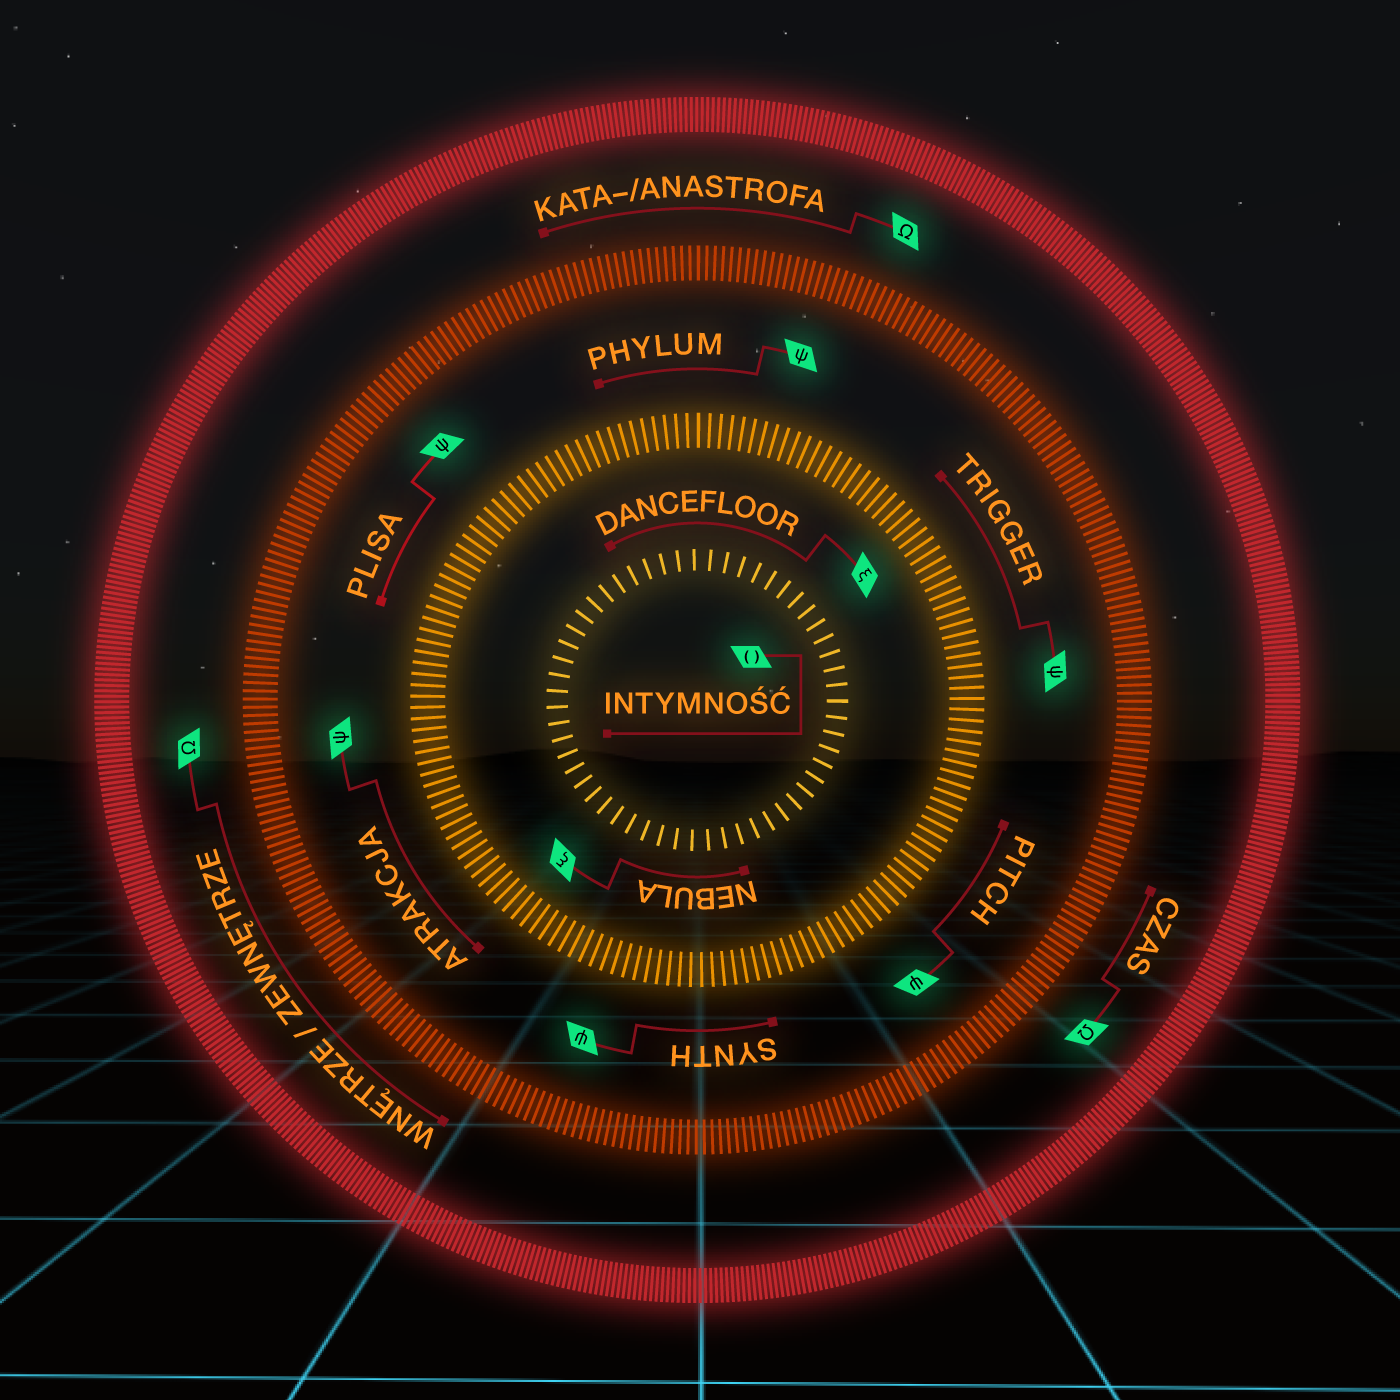 KATA–/ANASTROFA
Ω
PHYLUM
ψ
PLISA
ψ
TRIGGER
ψ
DANCEFLOOR
ξ
( )
INTYMNOŚĆ
NEBULA
ξ
ATRAKCJA
ψ
PITCH
ψ
SYNTH
ψ
CZAS
Ω
WNĘTRZE / ZEWNĘTRZE
Ω